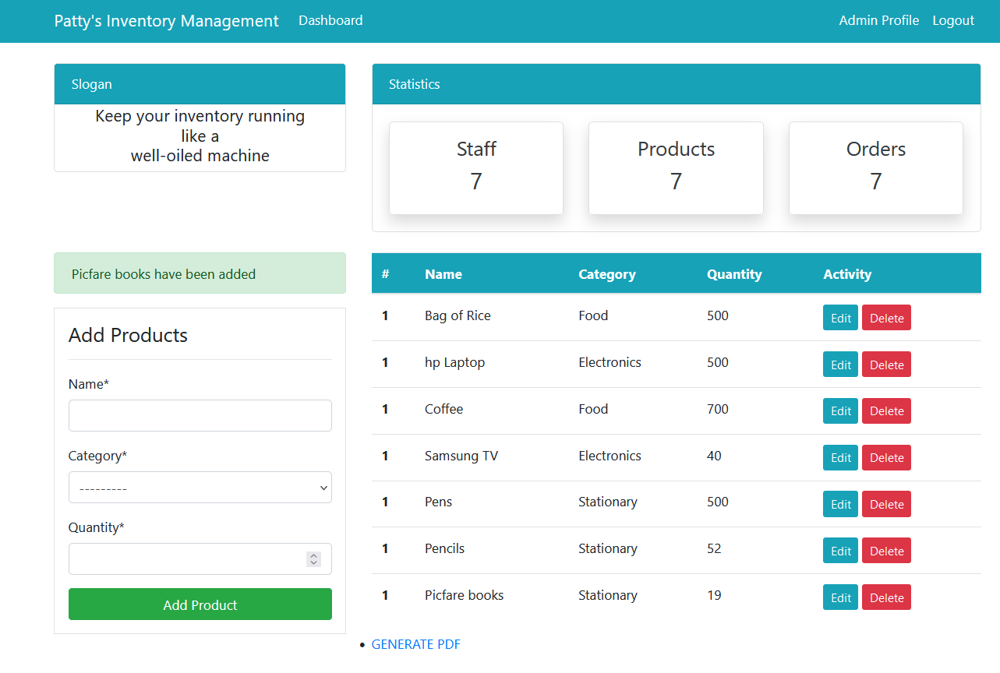 Patty's Inventory Management Dashboard Admin Profile Logout
Slogan
Keep your inventory running
like a
well-oiled machine
Statistics
Staff Products Orders
7 7 7
Picfare books have been added
Add Products
Name*
Category*
---------
Quantity*
Add Product
# Name Category Quantity Activity
1 Bag of Rice Food 500 Edit Delete
1 hp Laptop Electronics 500 Edit Delete
1 Coffee Food 700 Edit Delete
1 Samsung TV Electronics 40 Edit Delete
1 Pens Stationary 500 Edit Delete
1 Pencils Stationary 52 Edit Delete
1 Picfare books Stationary 19 Edit Delete
• GENERATE PDF